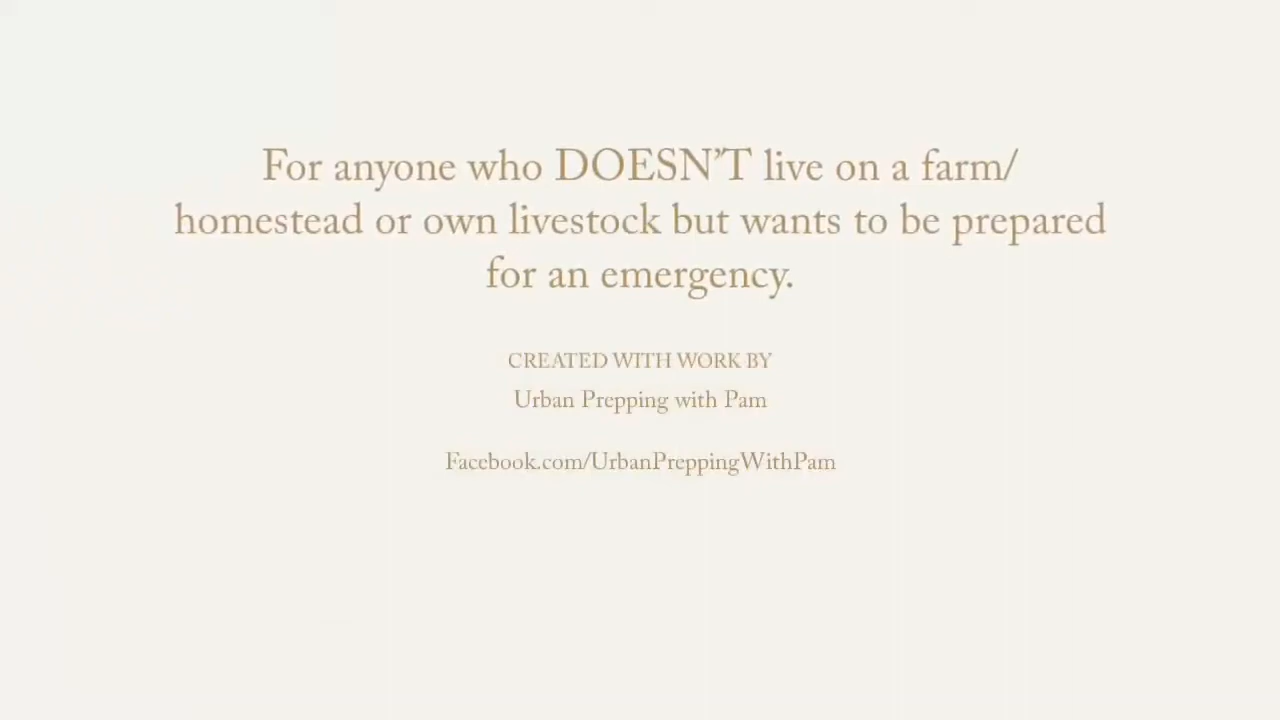 For anyone who DOESN’T live on a farm/
homestead or own livestock but wants to be prepared
for an emergency.
CREATED WITH WORK BY
Urban Prepping with Pam
Facebook.com/UrbanPreppingWithPam